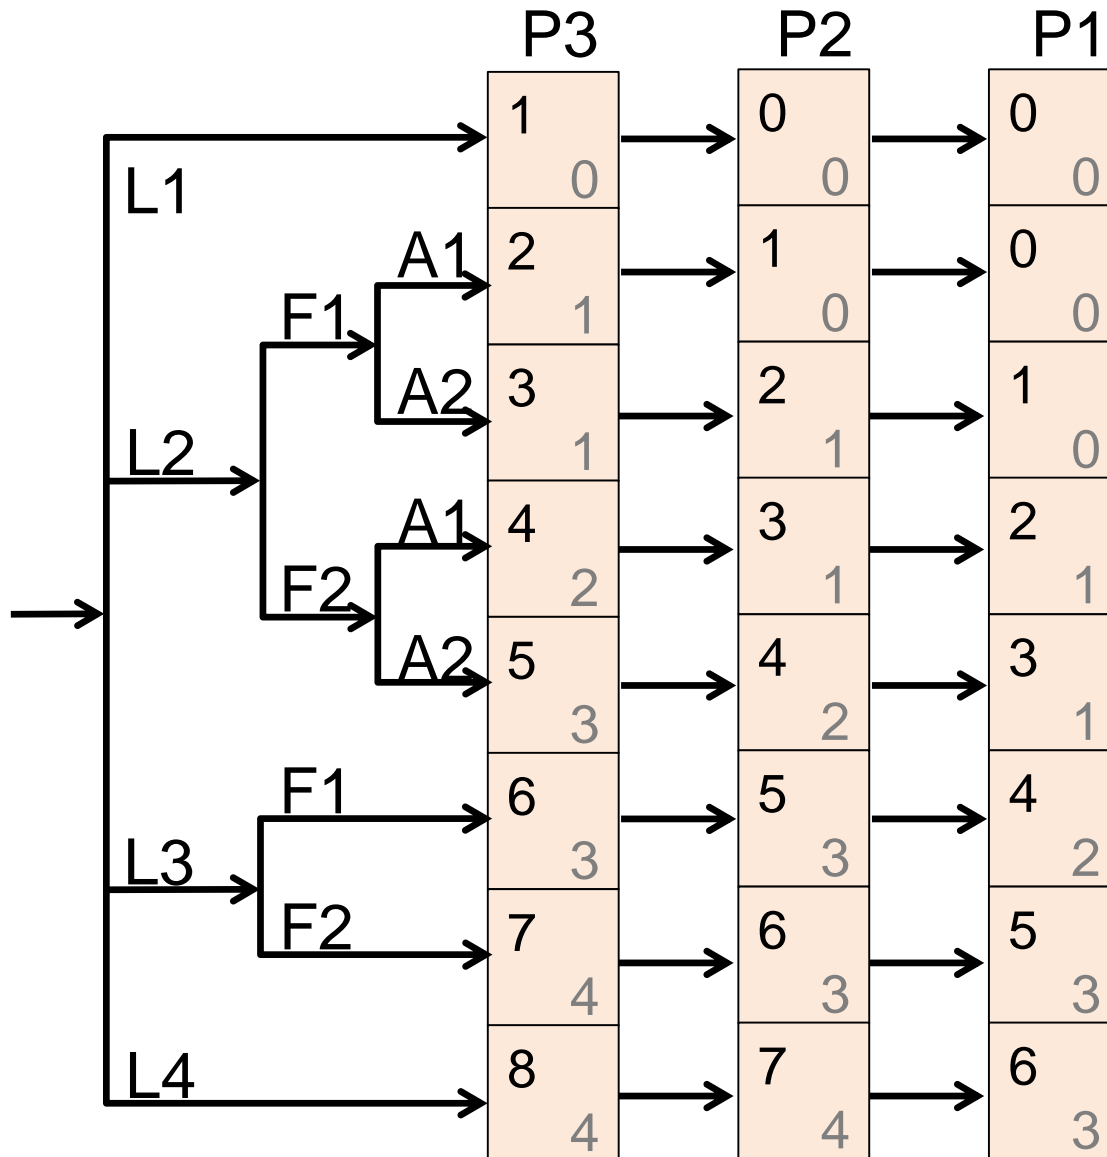 P3 P2 P1
1 0 0
L1 0 0 0
A1 2 1 0
F1 1 0 0
A2 3 2 1
L2 1 1 0
A1 4 3 2
F2 2 1 1
A2 5 4 3
3 2 1
F1 6 5 4
L3 3 3 2
F2 7 6 5
4 3 3
L4 8 7 6
4 4 3